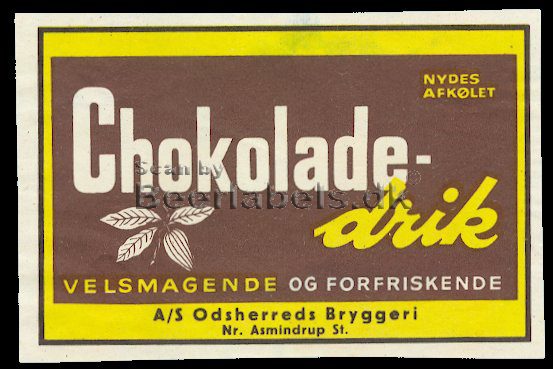 NYDES
AFKØLET
Chokolade-
Scan by
Beerlabels.dk
drik
VELSMAGENDE OG FORFRISKENDE
A/S Odsherreds Bryggeri
Nr. Asmindrup St.